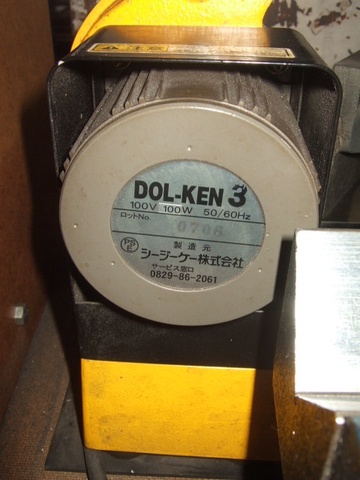 DOL-KEN 3
100V 100W 50/60Hz
ロットNo. 0708
製造元
シージーケー株式会社
サービス窓口
0829-86-2061